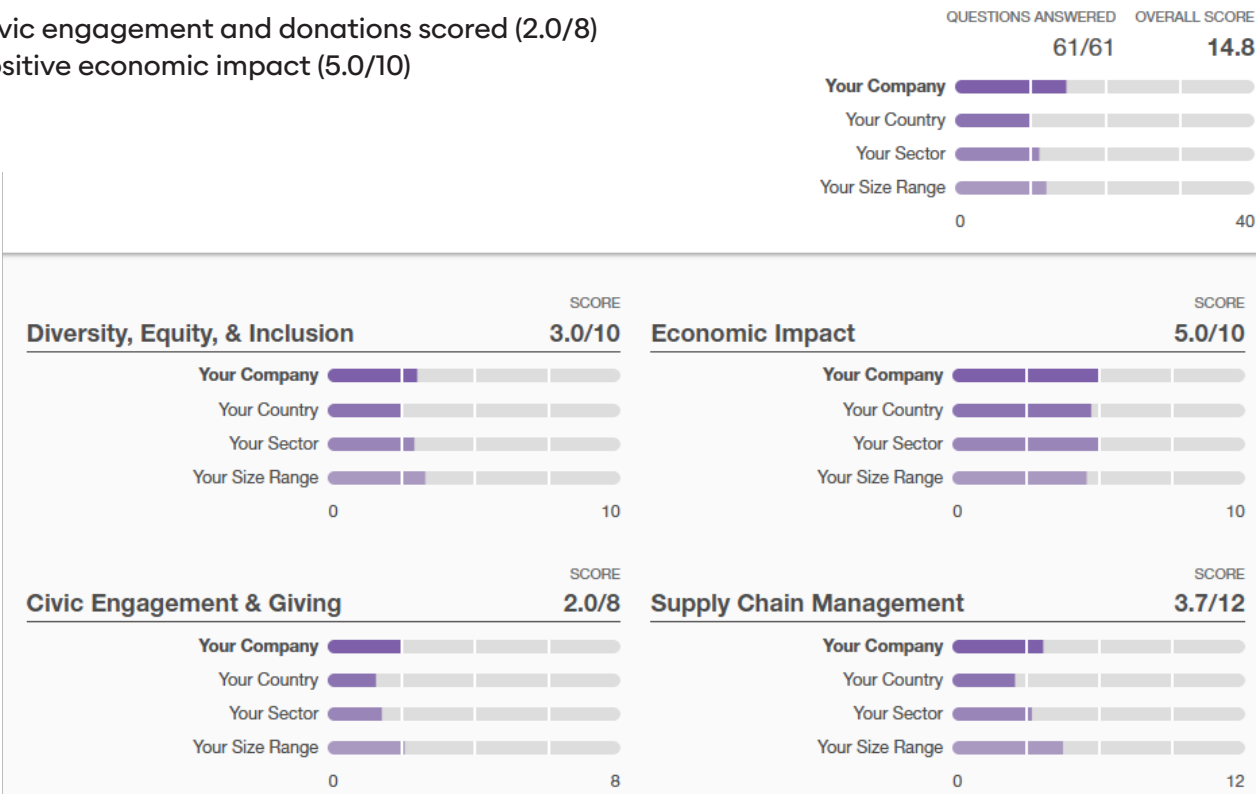 vic engagement and donations scored (2.0/8)
sitive economic impact (5.0/10)
QUESTIONS ANSWERED OVERALL SCORE
61/61 14.8
Your Company
Your Country
Your Sector
Your Size Range
0 40
SCORE
Diversity, Equity, & Inclusion 3.0/10
Your Company
Your Country
Your Sector
Your Size Range
0 10
SCORE
Economic Impact 5.0/10
Your Company
Your Country
Your Sector
Your Size Range
0 10
SCORE
Civic Engagement & Giving 2.0/8
Your Company
Your Country
Your Sector
Your Size Range
0 8
SCORE
Supply Chain Management 3.7/12
Your Company
Your Country
Your Sector
Your Size Range
0 12